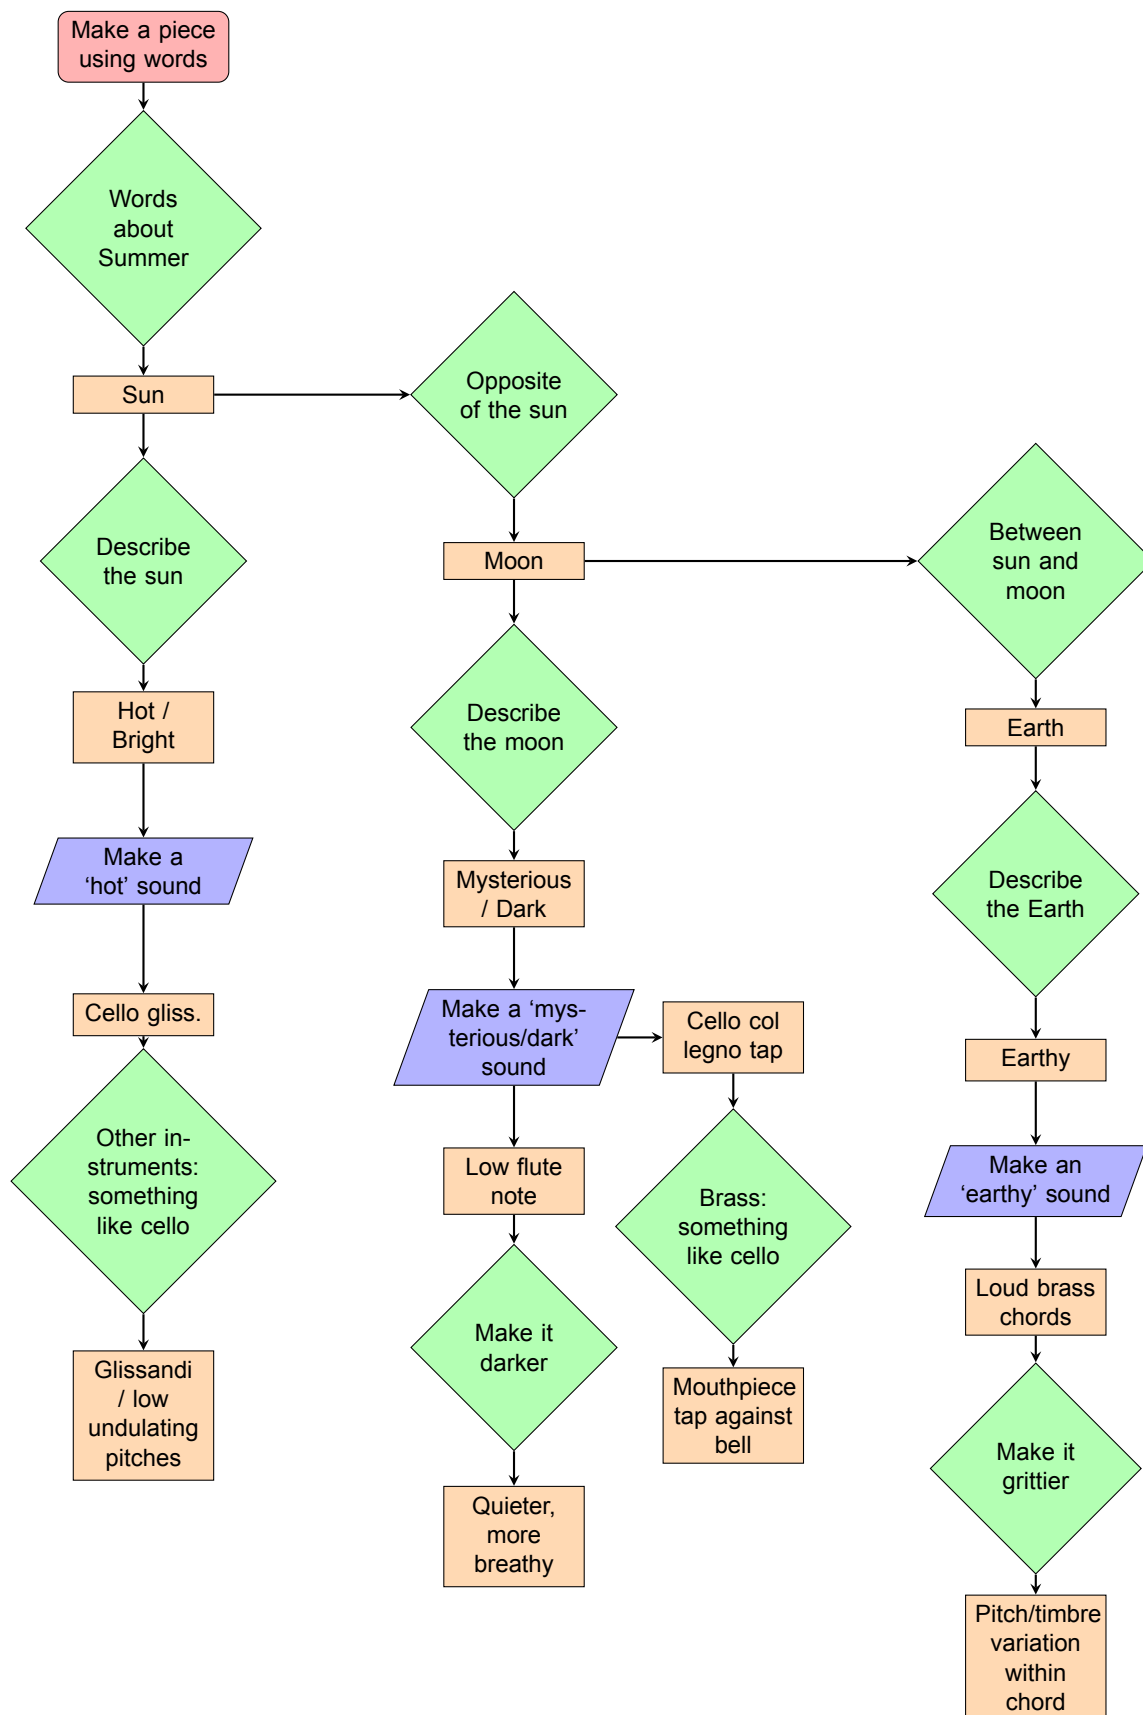 Make a piece
using words
Words
about
Summer
Sun
Opposite
of the sun
Describe
the sun
Moon
Between
sun and
moon
Hot /
Bright
Describe
the moon
Earth
Make a
‘hot’ sound
Mysterious
/ Dark
Describe
the Earth
Cello gliss.
Make a ‘mys-
terious/dark’
sound
Cello col
legno tap
Earthy
Other in-
struments:
something
like cello
Low flute
note
Brass:
something
like cello
Make an
‘earthy’ sound
Loud brass
chords
Glissandi
/ low
undulating
pitches
Make it
darker
Mouthpiece
tap against
bell
Make it
grittier
Quieter,
more
breathy
Pitch/timbre
variation
within
chord